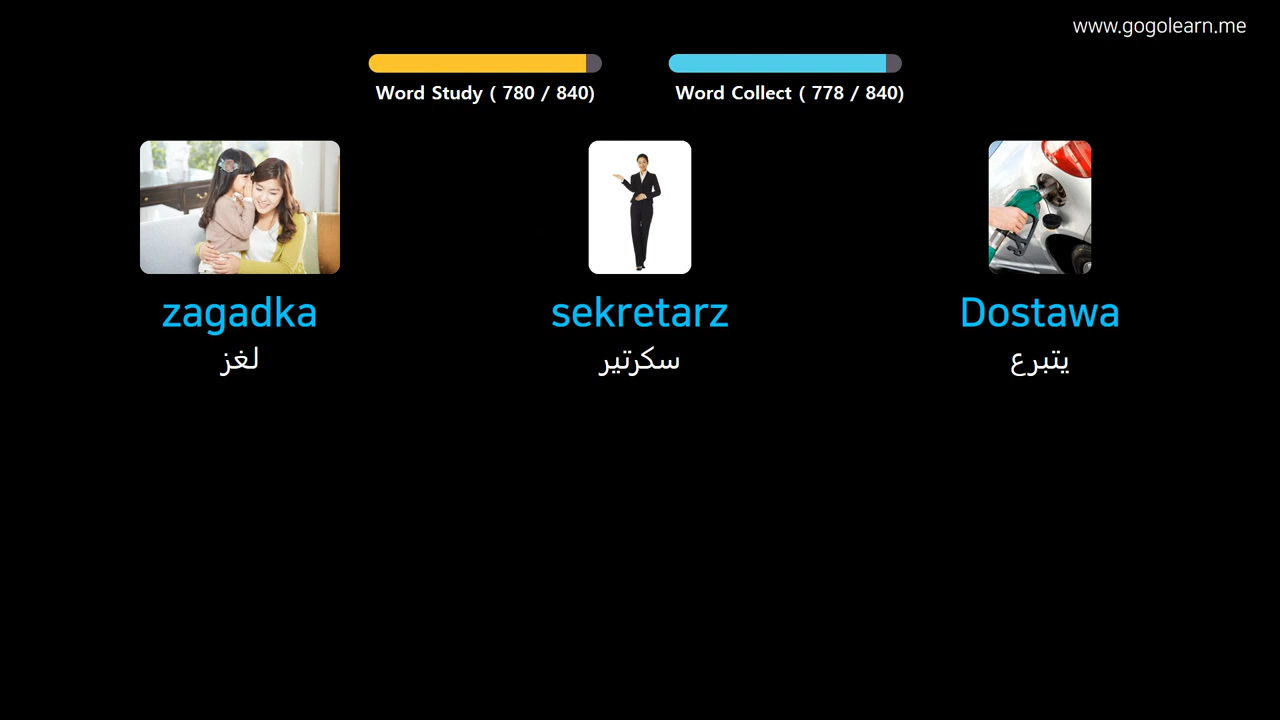 www.gogolearn.me
Word Study ( 780 / 840)
Word Collect ( 778 / 840)
zagadka
لغز
sekretarz
سكرتير
Dostawa
يتبرع